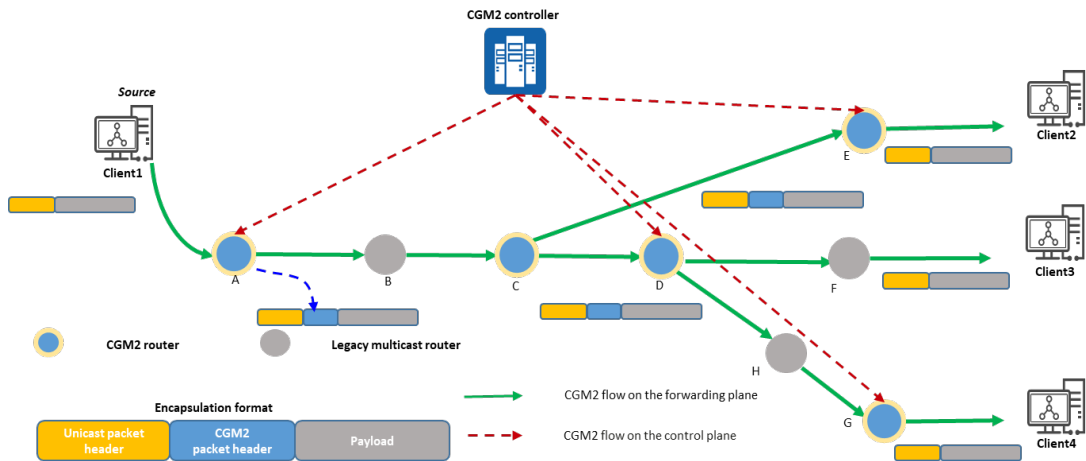 CGM2 controller
Source
Client1
Client2
E
Client3
A
B
C
D
F
CGM2 router
Legacy multicast router
H
Encapsulation format
CGM2 flow on the forwarding plane
Unicast packet
header
CGM2
packet header
Payload
CGM2 flow on the control plane
G
Client4